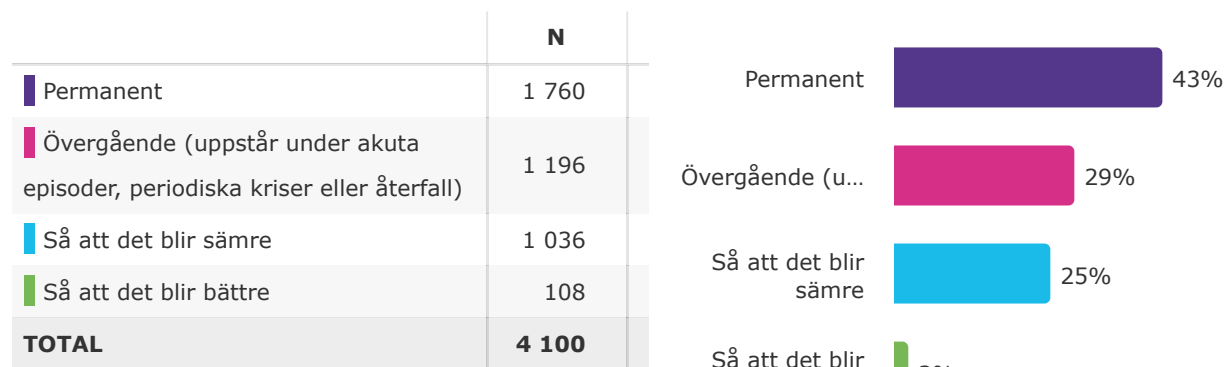 N
Permanent 1 760
Övergående (uppstår under akuta
episoder, periodiska kriser eller återfall) 1 196
Så att det blir sämre 1 036
Så att det blir bättre 108
TOTAL 4 100
Permanent 43%
Övergående (u... 29%
Så att det blir
sämre 25%
Så att det blir